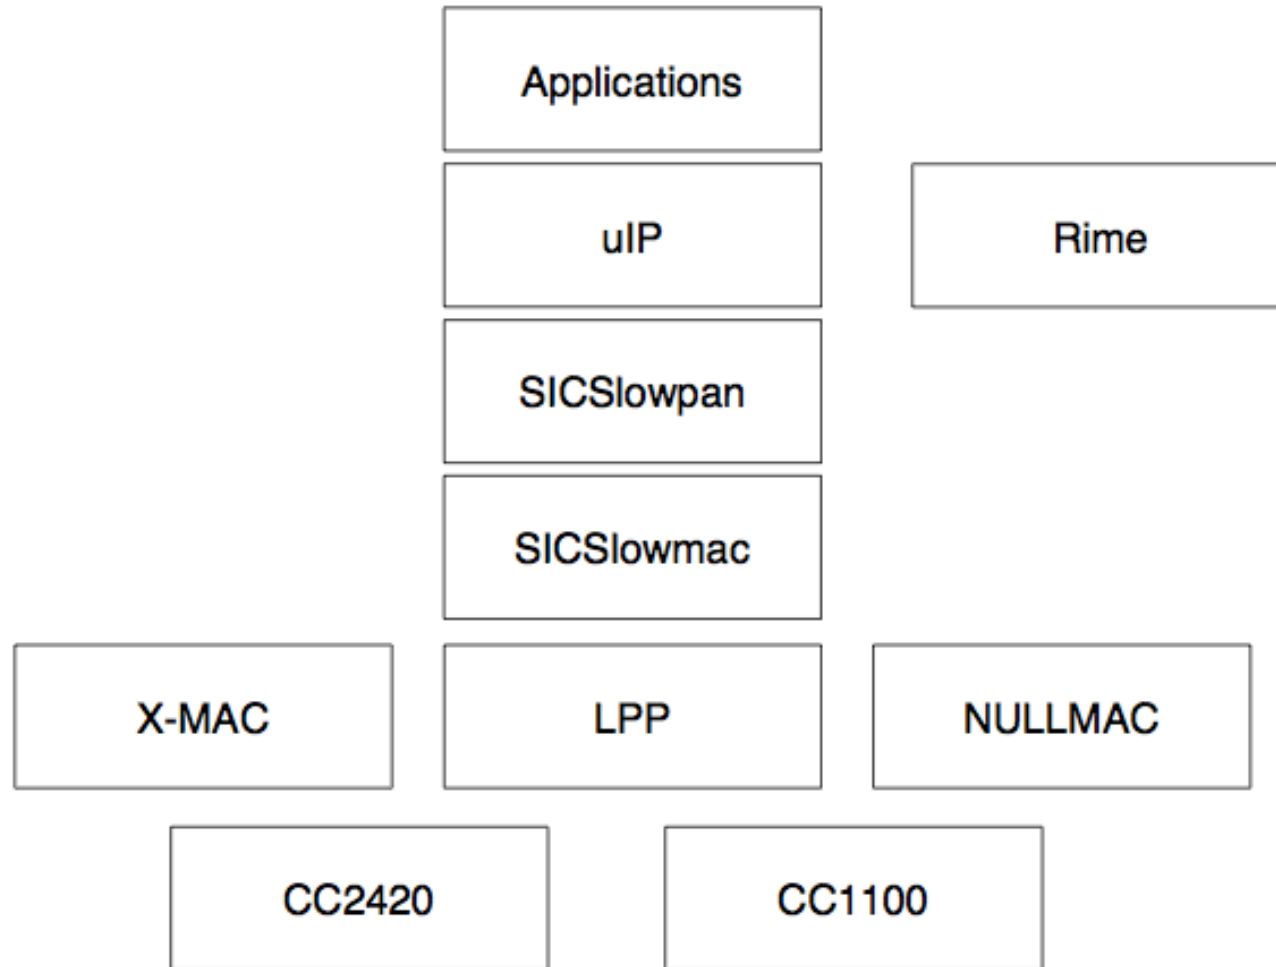 Applications
uIP
Rime
SICSlowpan
SICSlowmac
X-MAC
LPP
NULLMAC
CC2420
CC1100